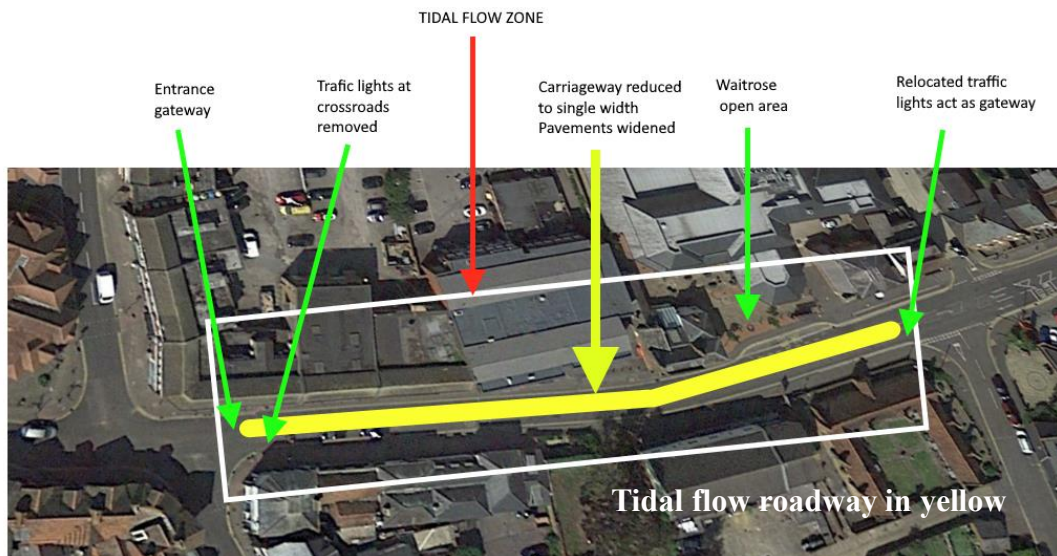 TIDAL FLOW ZONE
Entrance
gateway
Trafic lights at
crossroads
removed
Carriageway reduced
to single width
Pavements widened
Waitrose
open area
Relocated traffic
lights act as gateway
Tidal flow roadway in yellow